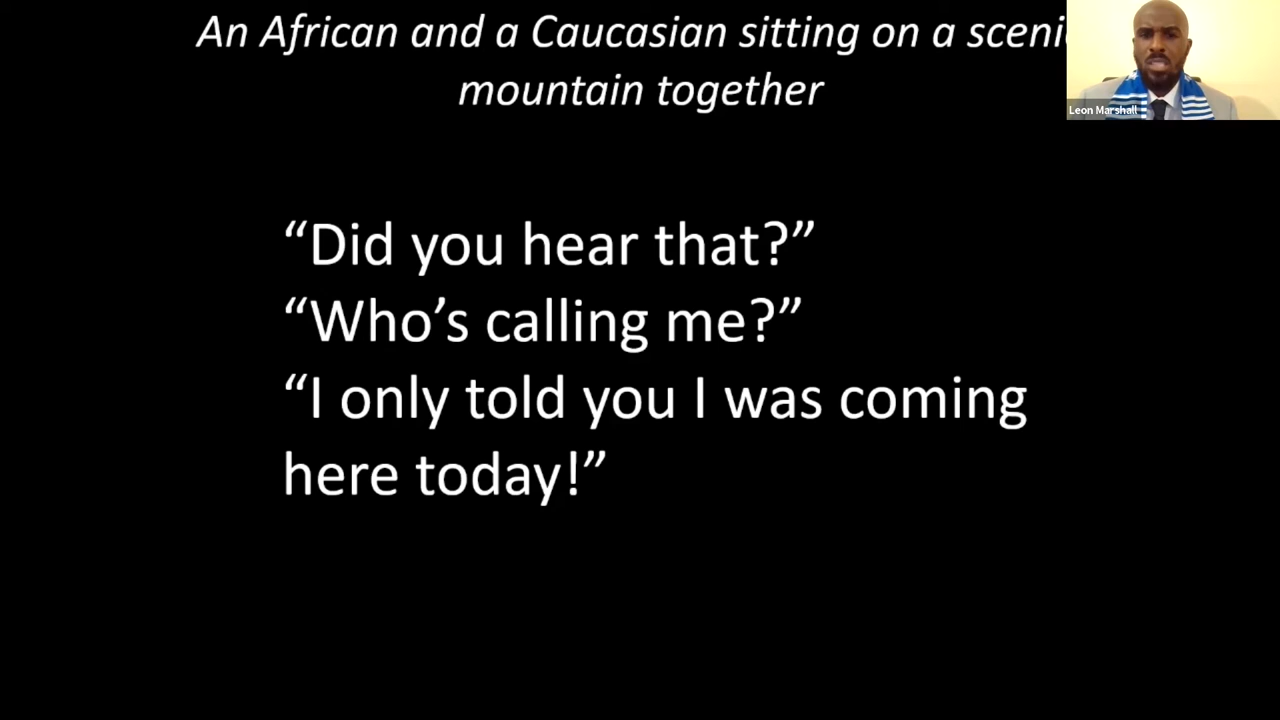 An African and a Caucasian sitting on a sceni
mountain together
Leon Marshall
“Did you hear that?”
“Who’s calling me?”
“I only told you I was coming
here today!”